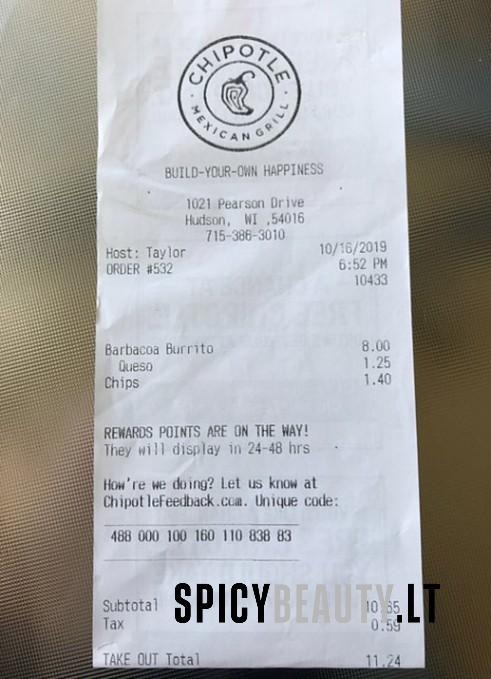 CHIPOTLE
MEXICAN GRILL
BUILD-YOUR-OWN HAPPINESS
1021 Pearson Drive
Hudson, WI ,54016
715-386-3010
Host: Taylor 10/16/2019
ORDER #532 6:52 PM
10433
Barbacoa Burrito 8.00
Queso 1.25
Chips 1.40
REWARDS POINTS ARE ON THE WAY!
They will display in 24-48 hrs
How're we doing? Let us know at
ChipotleFeedback.com. Unique code:
488 000 100 160 110 838 83
Subtotal 10.65
SPICYBEAUTY.LT
Tax 0.59
TAKE OUT Total 11.24